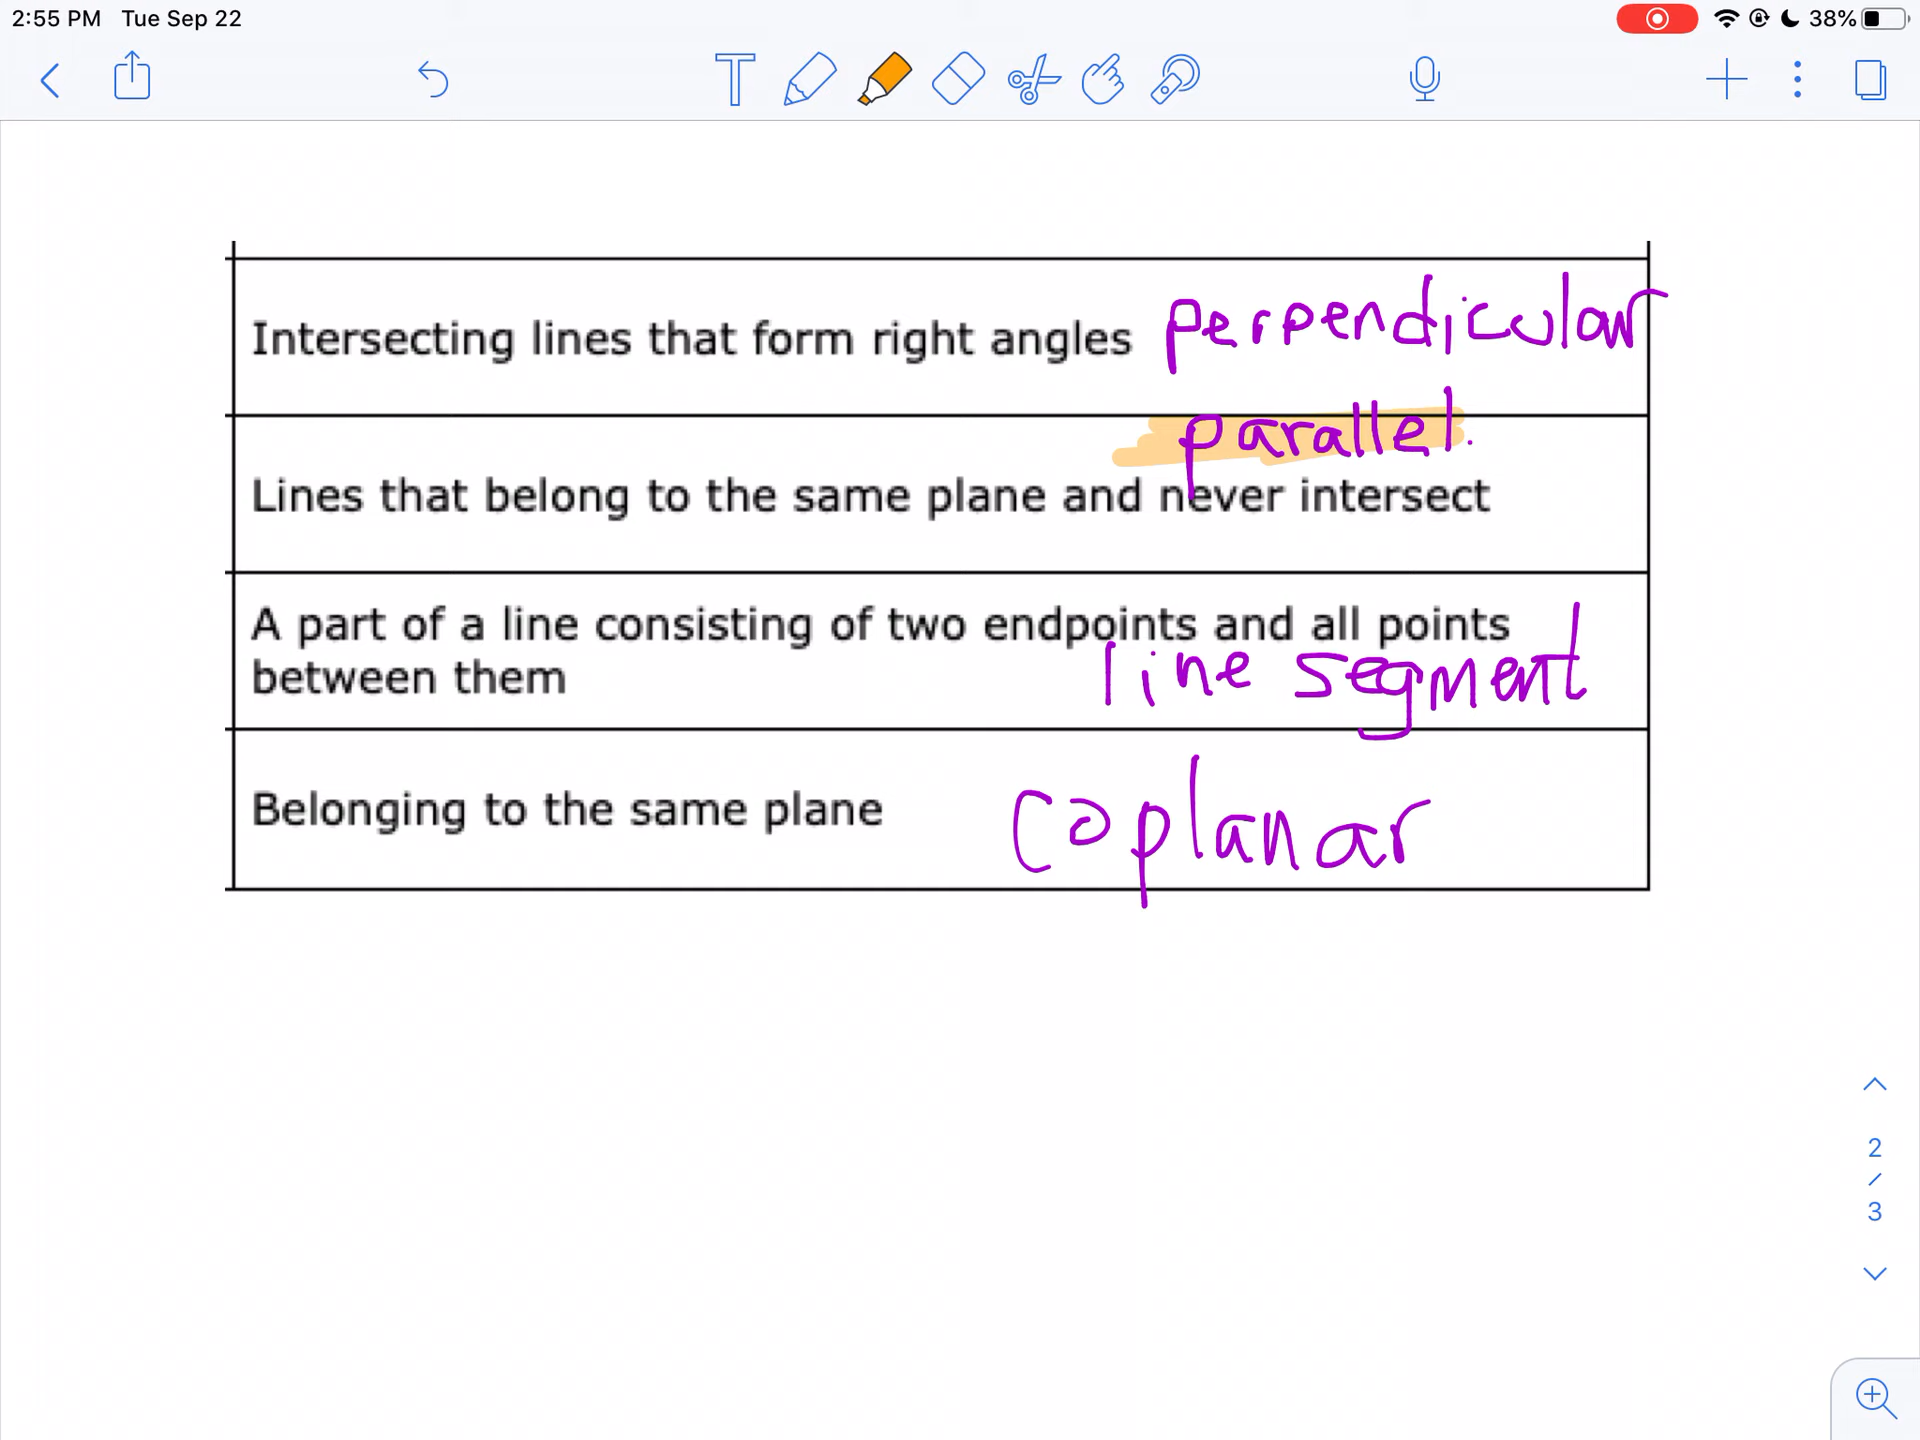 2:55 PM Tue Sep 22 38%
Intersecting lines that form right angles perpendicular
parallel.
Lines that belong to the same plane and never intersect
A part of a line consisting of two endpoints and all points
between them line segment
Belonging to the same plane coplanar
2
/
3